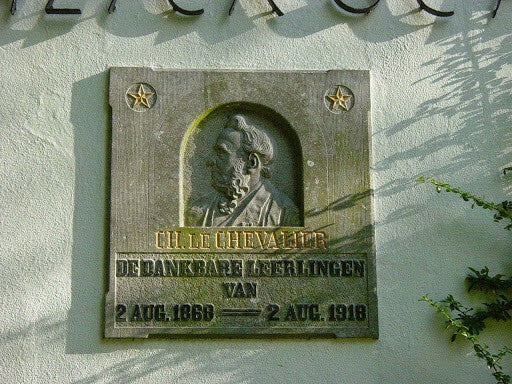 CH. LE CHEVALIER
DE DANKBARE LEERLINGEN
VAN
2 AUG. 1868 — 2 AUG. 1918